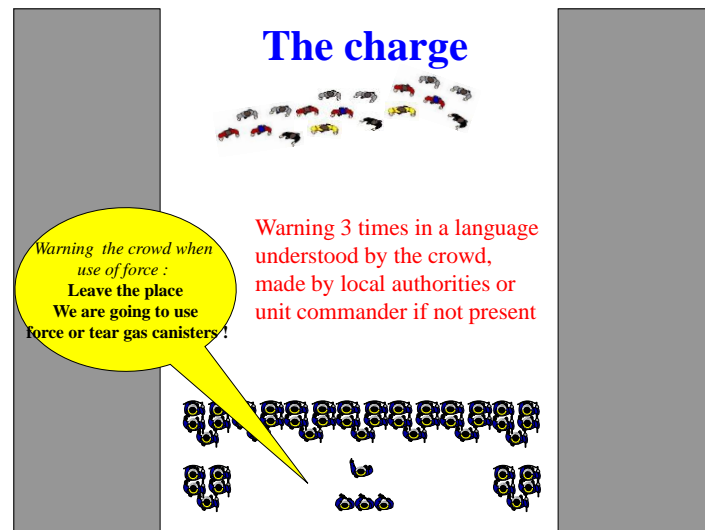 The charge
Warning 3 times in a language
understood by the crowd,
made by local authorities or
unit commander if not present
Warning the crowd when
use of force :
Leave the place
We are going to use
force or tear gas canisters !